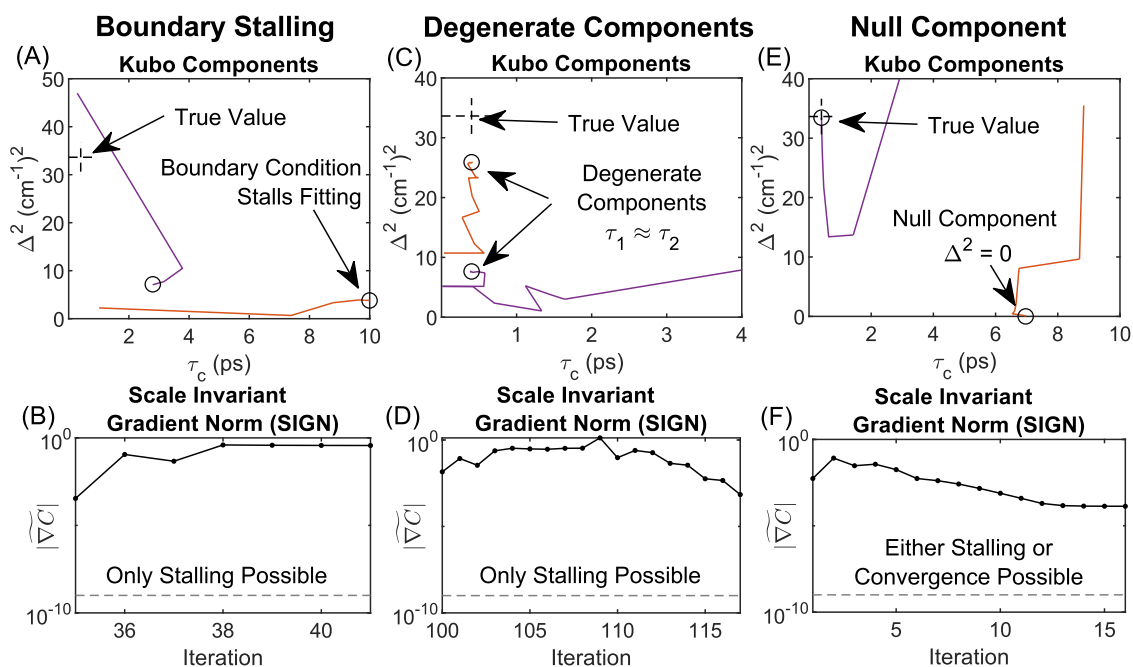 Boundary Stalling
Degenerate Components
Null Component
(A)
Kubo Components
50
40
30
20
10
0
Δ² (cm⁻¹)²
True Value
Boundary Condition
Stalls Fitting
2
4
6
8
10
τc (ps)
(C)
Kubo Components
40
30
20
10
0
Δ² (cm⁻¹)²
True Value
Degenerate
Components
τ1 ≈ τ2
1
2
3
4
τc (ps)
(E)
Kubo Components
40
30
20
10
0
Δ² (cm⁻¹)²
True Value
Null Component
Δ² = 0
2
4
6
8
10
τc (ps)
(B)
Scale Invariant
Gradient Norm (SIGN)
10⁰
10⁻¹⁰
|∇̃C|
Only Stalling Possible
36
38
40
Iteration
(D)
Scale Invariant
Gradient Norm (SIGN)
10⁰
10⁻¹⁰
|∇̃C|
Only Stalling Possible
100
105
110
115
Iteration
(F)
Scale Invariant
Gradient Norm (SIGN)
10⁰
10⁻¹⁰
|∇̃C|
Either Stalling or
Convergence Possible
5
10
15
Iteration